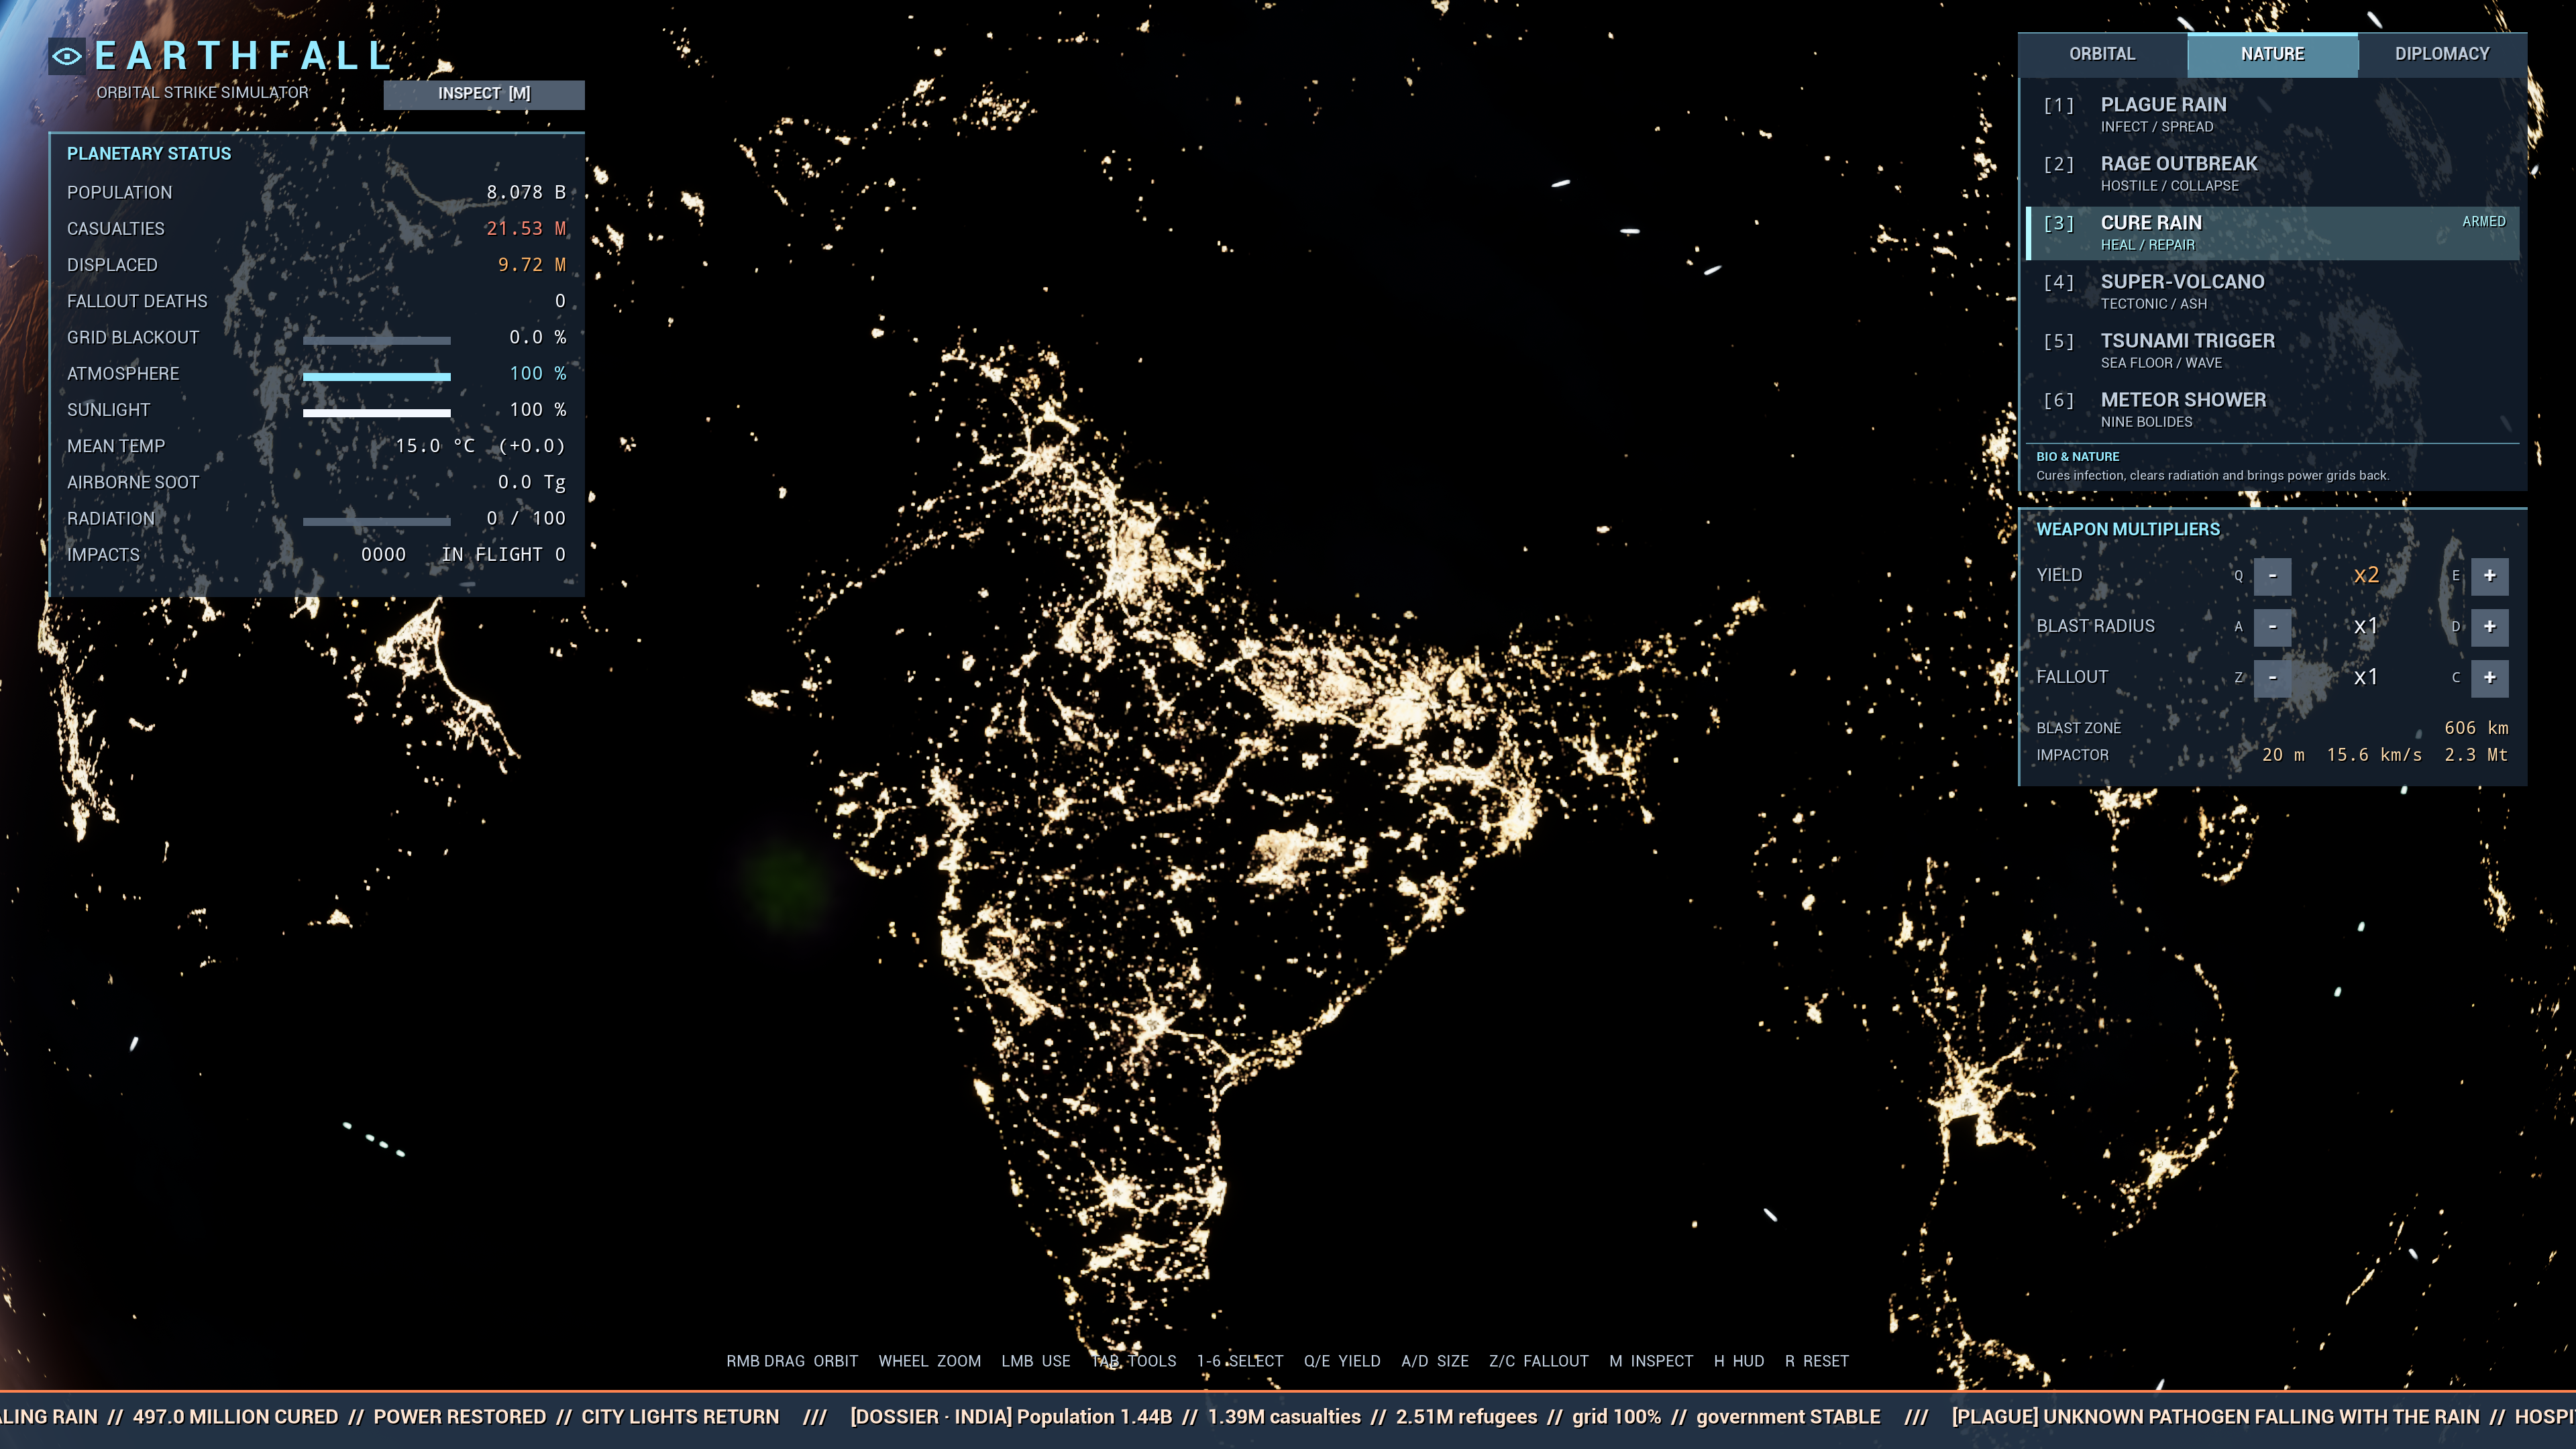 EARTHFALL
ORBITAL STRIKE SIMULATOR
INSPECT [M]
PLANETARY STATUS
POPULATION 8.078 B
CASUALTIES 21.53 M
DISPLACED 9.72 M
FALLOUT DEATHS 0
GRID BLACKOUT 0.0 %
ATMOSPHERE 100 %
SUNLIGHT 100 %
MEAN TEMP 15.0 °C (+0.0)
AIRBORNE SOOT 0.0 Tg
RADIATION 0 / 100
IMPACTS 0000 IN FLIGHT 0
ORBITAL NATURE DIPLOMACY
[1] PLAGUE RAIN
INFECT / SPREAD
[2] RAGE OUTBREAK
HOSTILE / COLLAPSE
[3] CURE RAIN ARMED
HEAL / REPAIR
[4] SUPER-VOLCANO
TECTONIC / ASH
[5] TSUNAMI TRIGGER
SEA FLOOR / WAVE
[6] METEOR SHOWER
NINE BOLIDES
BIO & NATURE
Cures infection, clears radiation and brings power grids back.
WEAPON MULTIPLIERS
YIELD Q - x2 E +
BLAST RADIUS A - x1 D +
FALLOUT Z - x1 C +
BLAST ZONE 606 km
IMPACTOR 20 m 15.6 km/s 2.3 Mt
RMB DRAG ORBIT WHEEL ZOOM LMB USE TAB TOOLS 1-6 SELECT Q/E YIELD A/D SIZE Z/C FALLOUT M INSPECT H HUD R RESET
ALING RAIN // 497.0 MILLION CURED // POWER RESTORED // CITY LIGHTS RETURN /// [DOSSIER · INDIA] Population 1.44B // 1.39M casualties // 2.51M refugees // grid 100% // government STABLE /// [PLAGUE] UNKNOWN PATHOGEN FALLING WITH THE RAIN // HOSPI